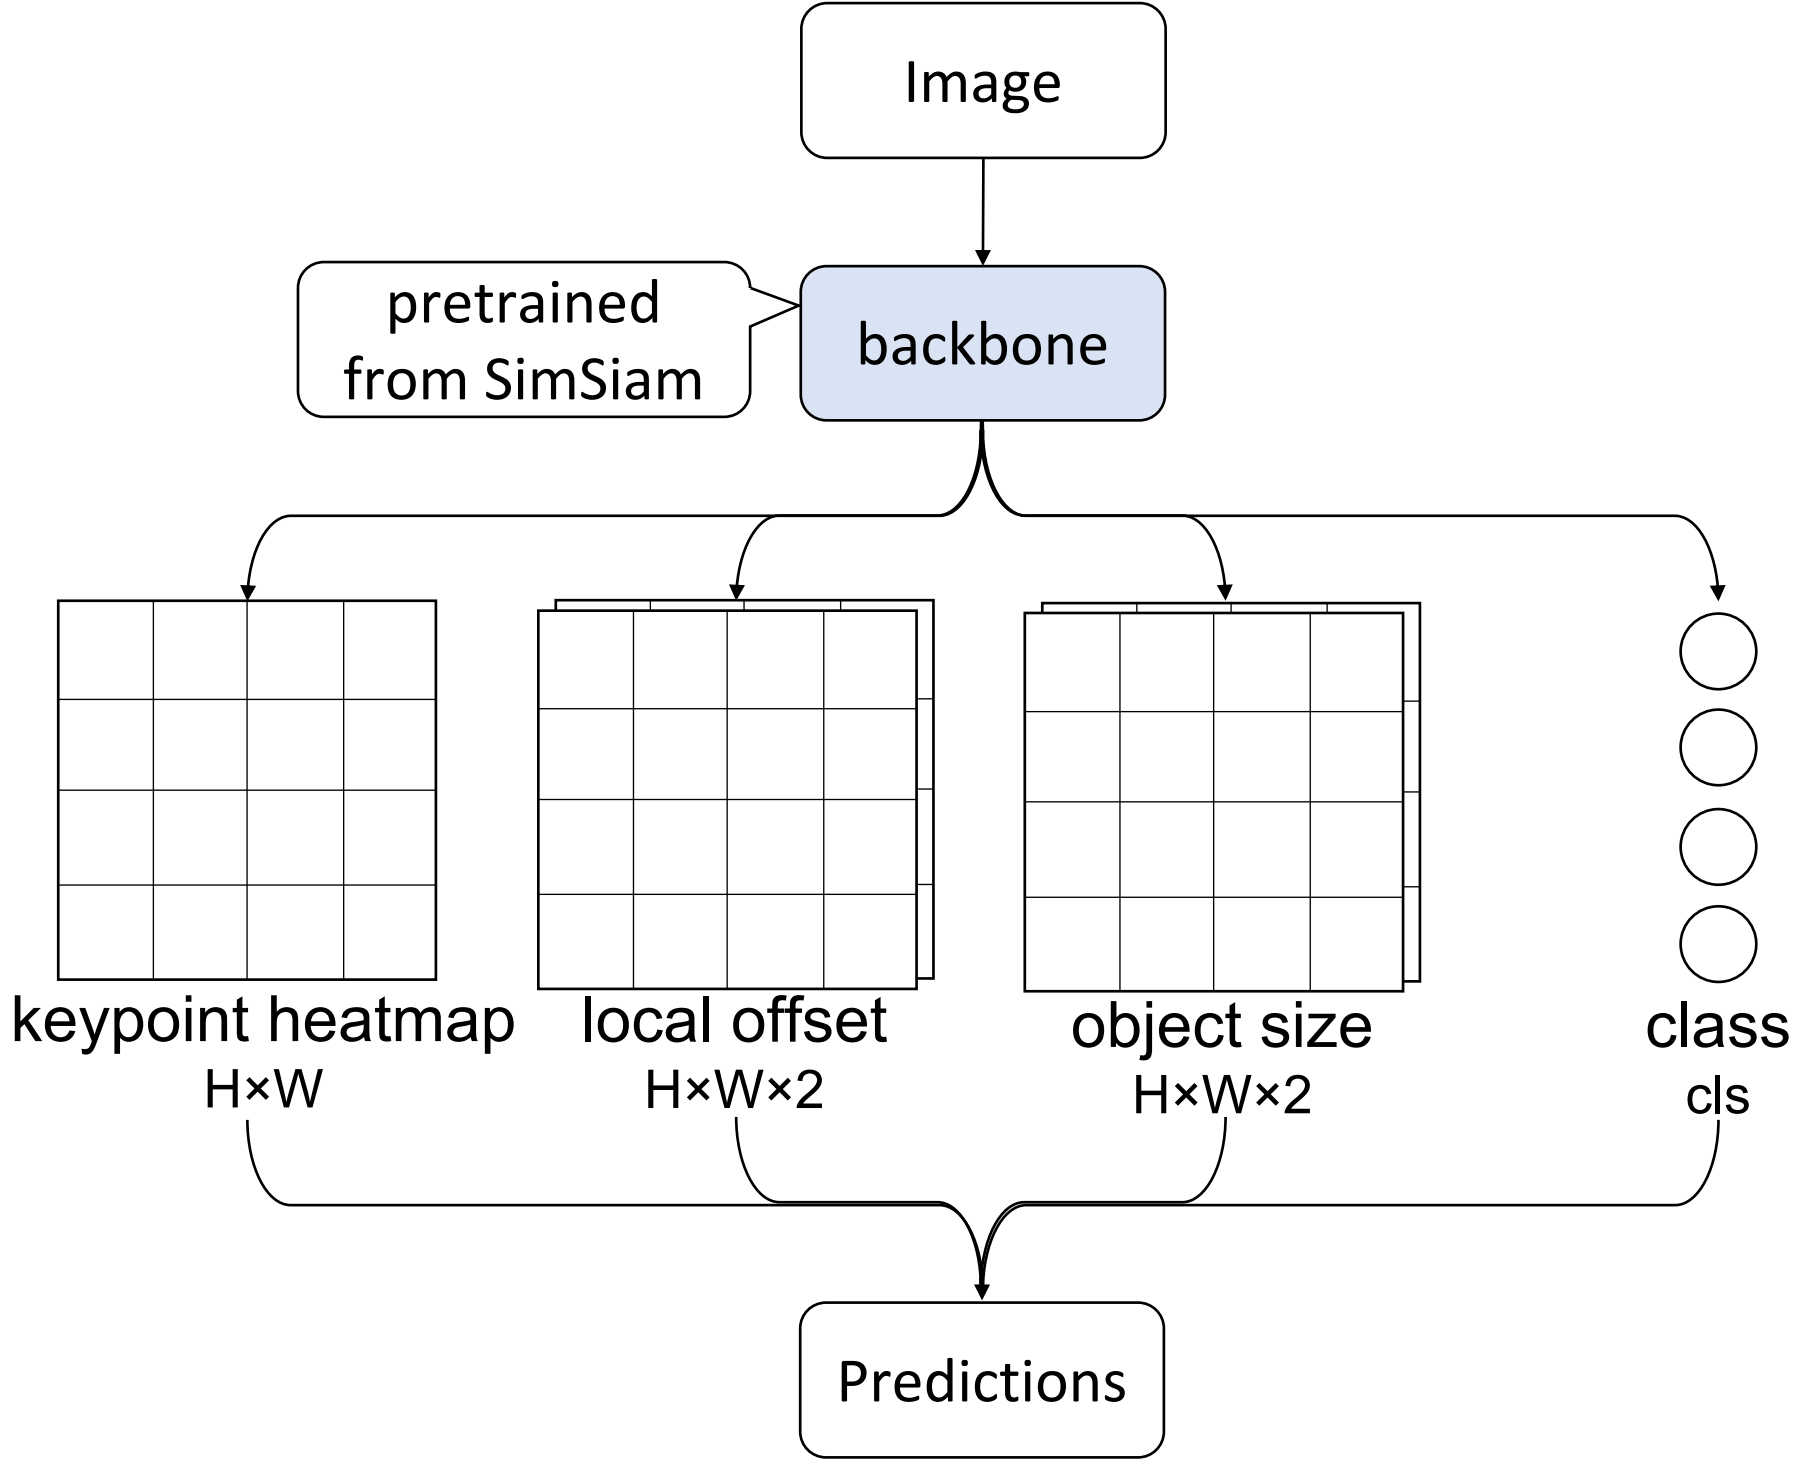 Image
pretrained
from SimSiam
backbone
keypoint heatmap
H×W
local offset
H×W×2
object size
H×W×2
class
cls
Predictions